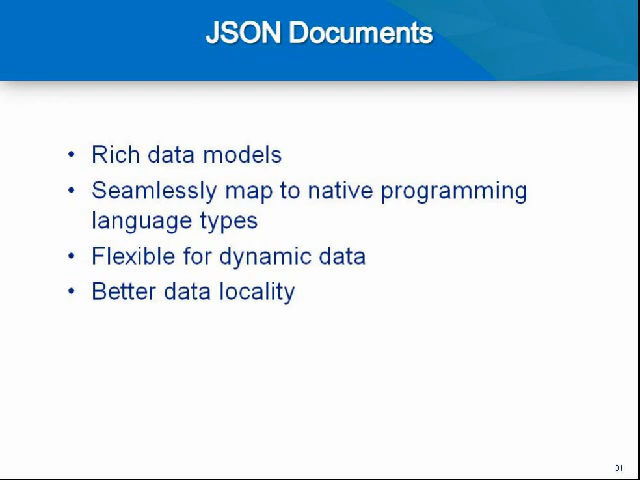 JSON Documents
• Rich data models
• Seamlessly map to native programming
language types
• Flexible for dynamic data
• Better data locality